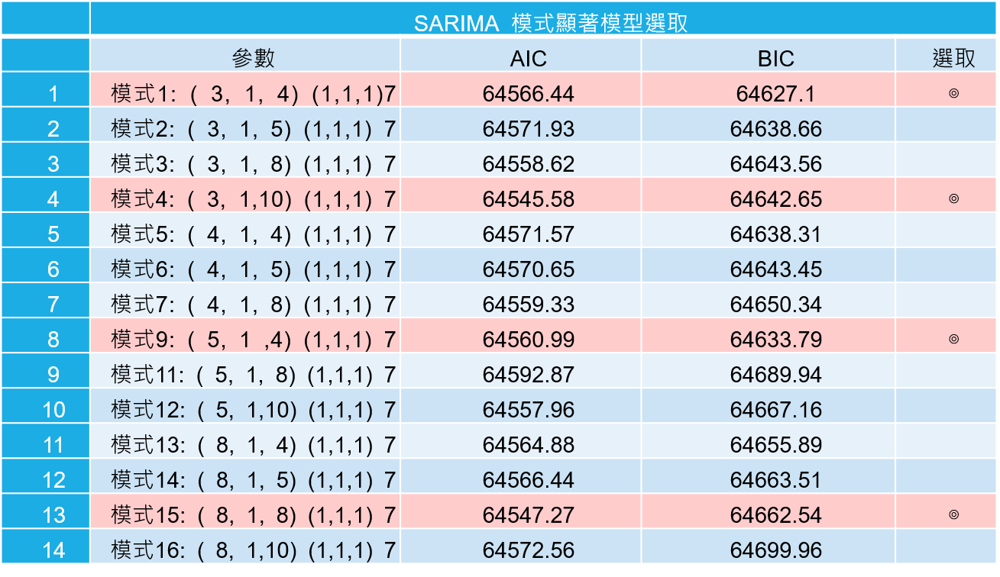 SARIMA 模式顯著模型選取
參數 AIC BIC 選取
1 模式1: ( 3, 1, 4) (1,1,1)7 64566.44 64627.1 ◎
2 模式2: ( 3, 1, 5) (1,1,1) 7 64571.93 64638.66
3 模式3: ( 3, 1, 8) (1,1,1) 7 64558.62 64643.56
4 模式4: ( 3, 1,10) (1,1,1) 7 64545.58 64642.65 ◎
5 模式5: ( 4, 1, 4) (1,1,1) 7 64571.57 64638.31
6 模式6: ( 4, 1, 5) (1,1,1) 7 64570.65 64643.45
7 模式7: ( 4, 1, 8) (1,1,1) 7 64559.33 64650.34
8 模式9: ( 5, 1 ,4) (1,1,1) 7 64560.99 64633.79 ◎
9 模式11: ( 5, 1, 8) (1,1,1) 7 64592.87 64689.94
10 模式12: ( 5, 1,10) (1,1,1) 7 64557.96 64667.16
11 模式13: ( 8, 1, 4) (1,1,1) 7 64564.88 64655.89
12 模式14: ( 8, 1, 5) (1,1,1) 7 64566.44 64663.51
13 模式15: ( 8, 1, 8) (1,1,1) 7 64547.27 64662.54 ◎
14 模式16: ( 8, 1,10) (1,1,1) 7 64572.56 64699.96